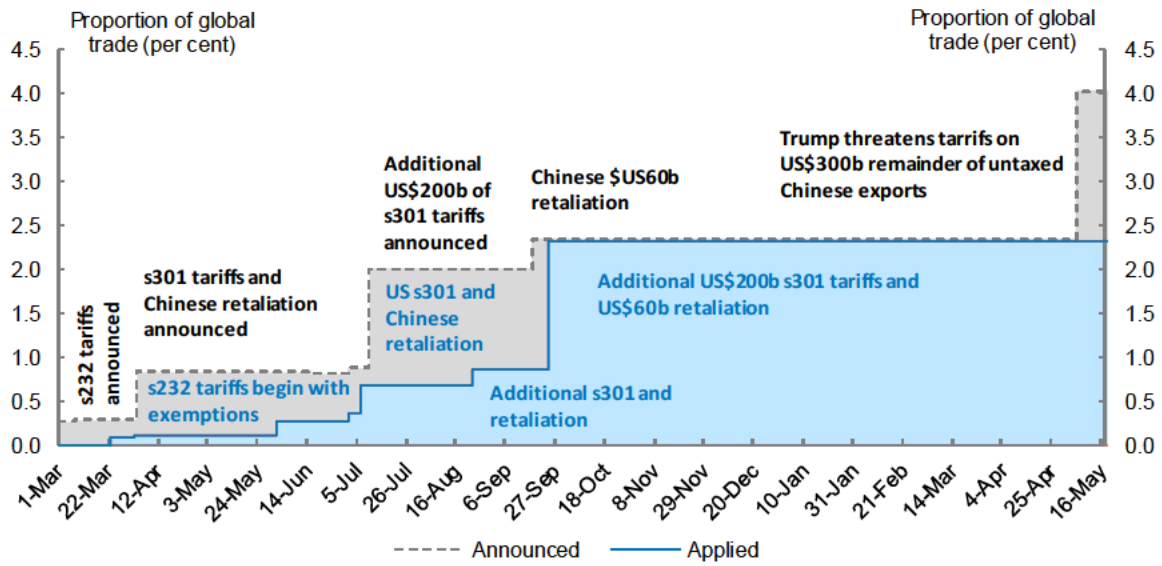 Proportion of global
trade (per cent)
Proportion of global
trade (per cent)
4.5
4.0
3.5
3.0
2.5
2.0
1.5
1.0
0.5
0.0
4.5
4.0
3.5
3.0
2.5
2.0
1.5
1.0
0.5
0.0
s232 tariffs
announced
s301 tariffs and
Chinese retaliation
announced
Additional
US$200b of
s301 tariffs
announced
Chinese $US60b
retaliation
Trump threatens tarrifs on
US$300b remainder of untaxed
Chinese exports
s232 tariffs begin with
exemptions
US s301 and
Chinese
retaliation
Additional s301 and
retaliation
Additional US$200b s301 tariffs and
US$60b retaliation
1-Mar
22-Mar
12-Apr
3-May
24-May
14-Jun
5-Jul
26-Jul
16-Aug
6-Sep
27-Sep
18-Oct
8-Nov
29-Nov
20-Dec
10-Jan
31-Jan
21-Feb
14-Mar
4-Apr
25-Apr
16-May
Announced
Applied